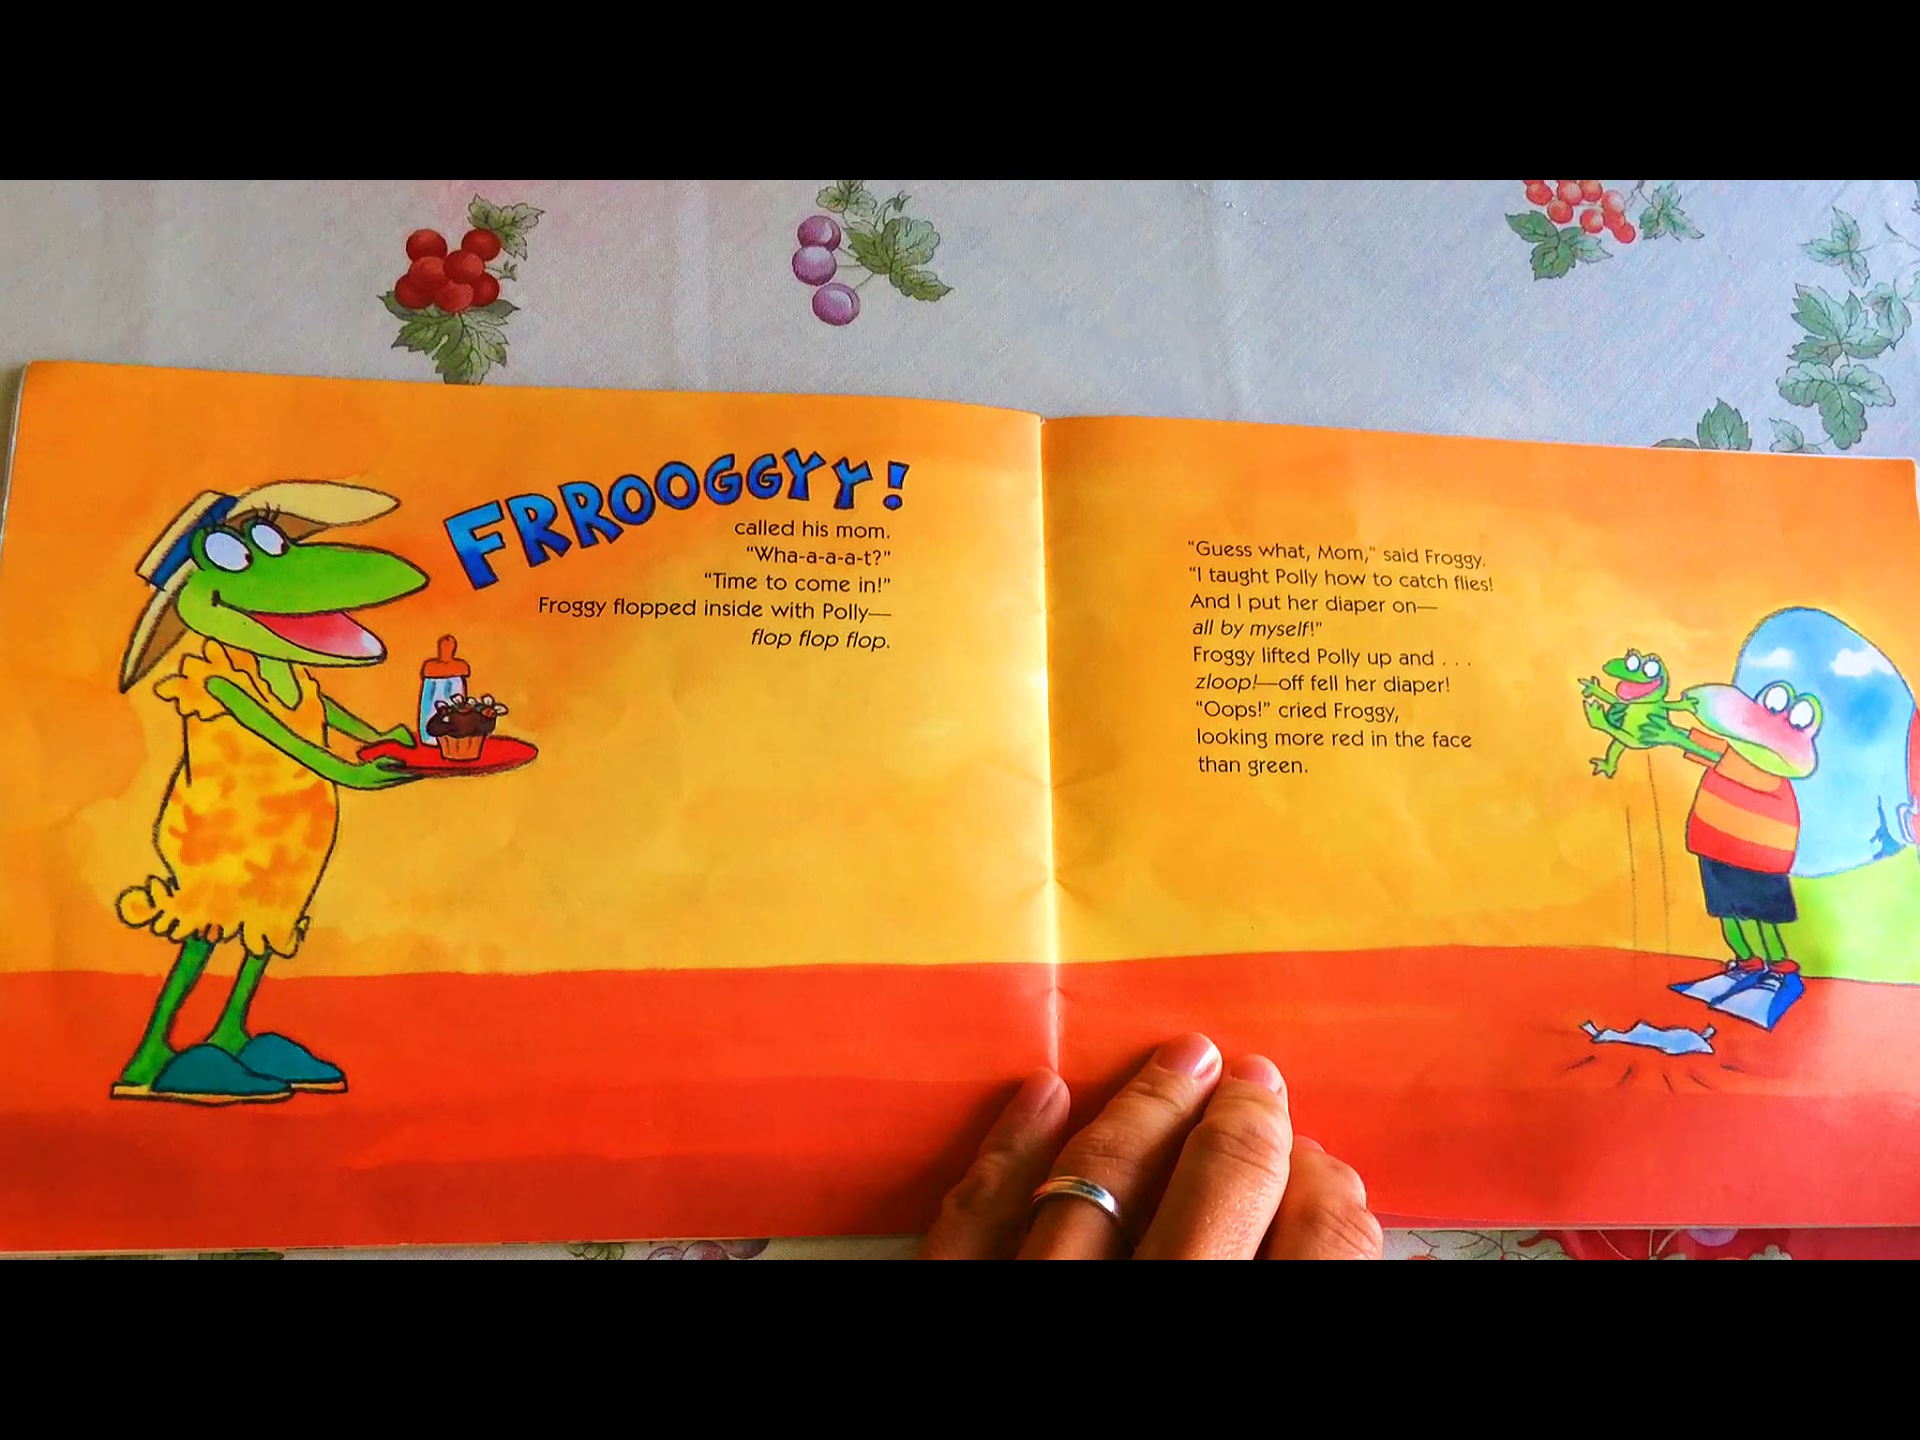 FRROOGGYY!
called his mom.
“Wha-a-a-a-t?”
“Time to come in!”
Froggy flopped inside with Polly—
flop flop flop.
“Guess what, Mom,” said Froggy.
“I taught Polly how to catch flies!
And I put her diaper on—
all by myself!”
Froggy lifted Polly up and . . .
zloop!—off fell her diaper!
“Oops!” cried Froggy,
looking more red in the face
than green.